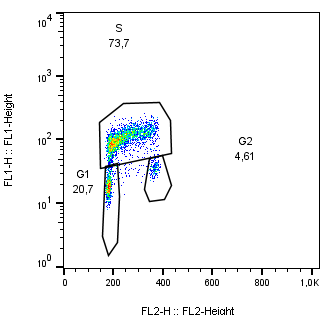 10^4
S
73,7
10^3
FL1-H :: FL1-Height
10^2
G2
4,61
G1
20,7
10^1
10^0
0 200 400 600 800 1,0K
FL2-H :: FL2-Height